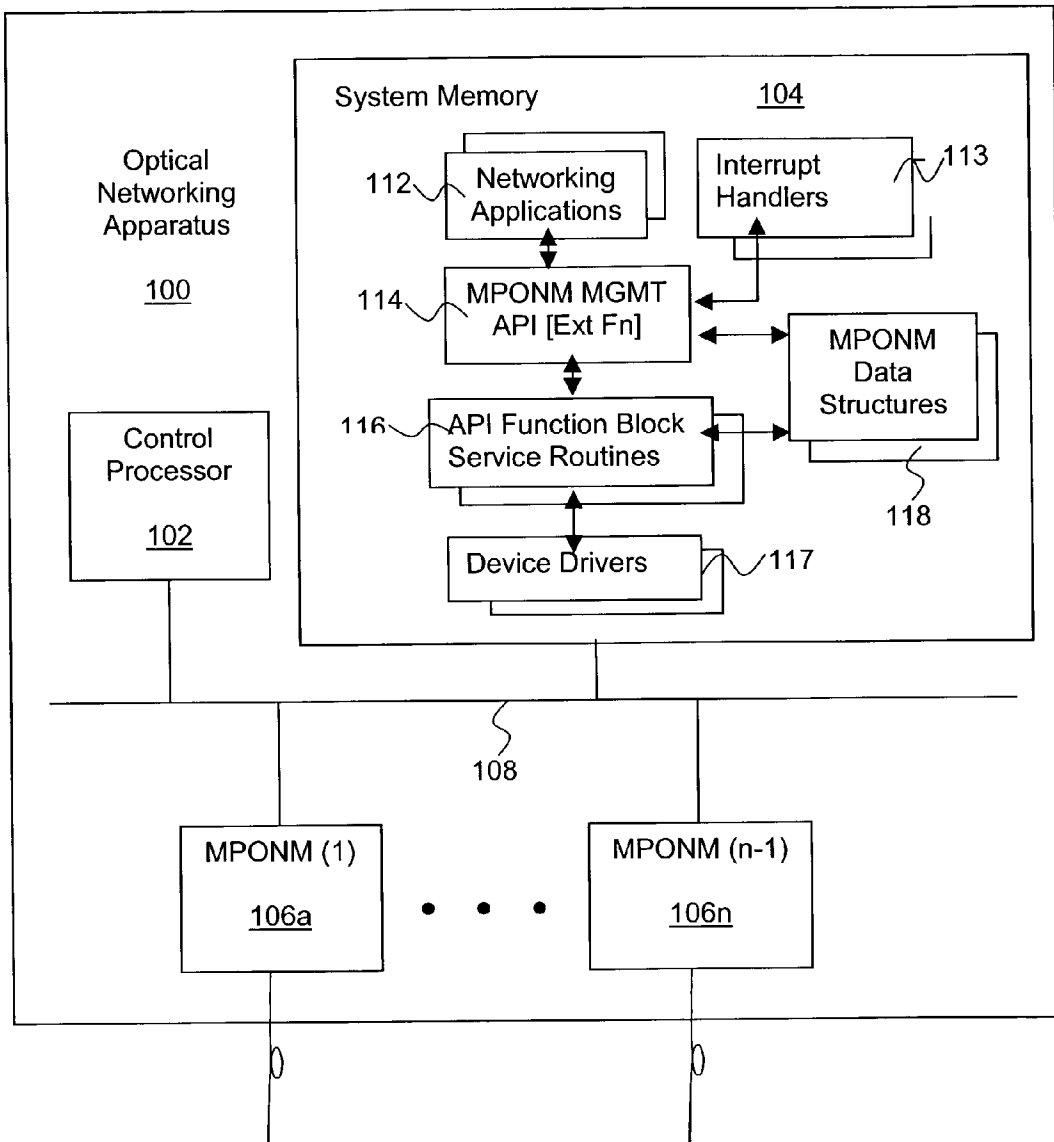 System Memory
104
Optical
Networking
Apparatus
100
112
Networking
Applications
Interrupt
Handlers
113
114
MPONM MGMT
API [Ext Fn]
MPONM
Data
Structures
118
116
API Function Block
Service Routines
Device Drivers
117
Control
Processor
102
108
MPONM (1)
106a
MPONM (n-1)
106n